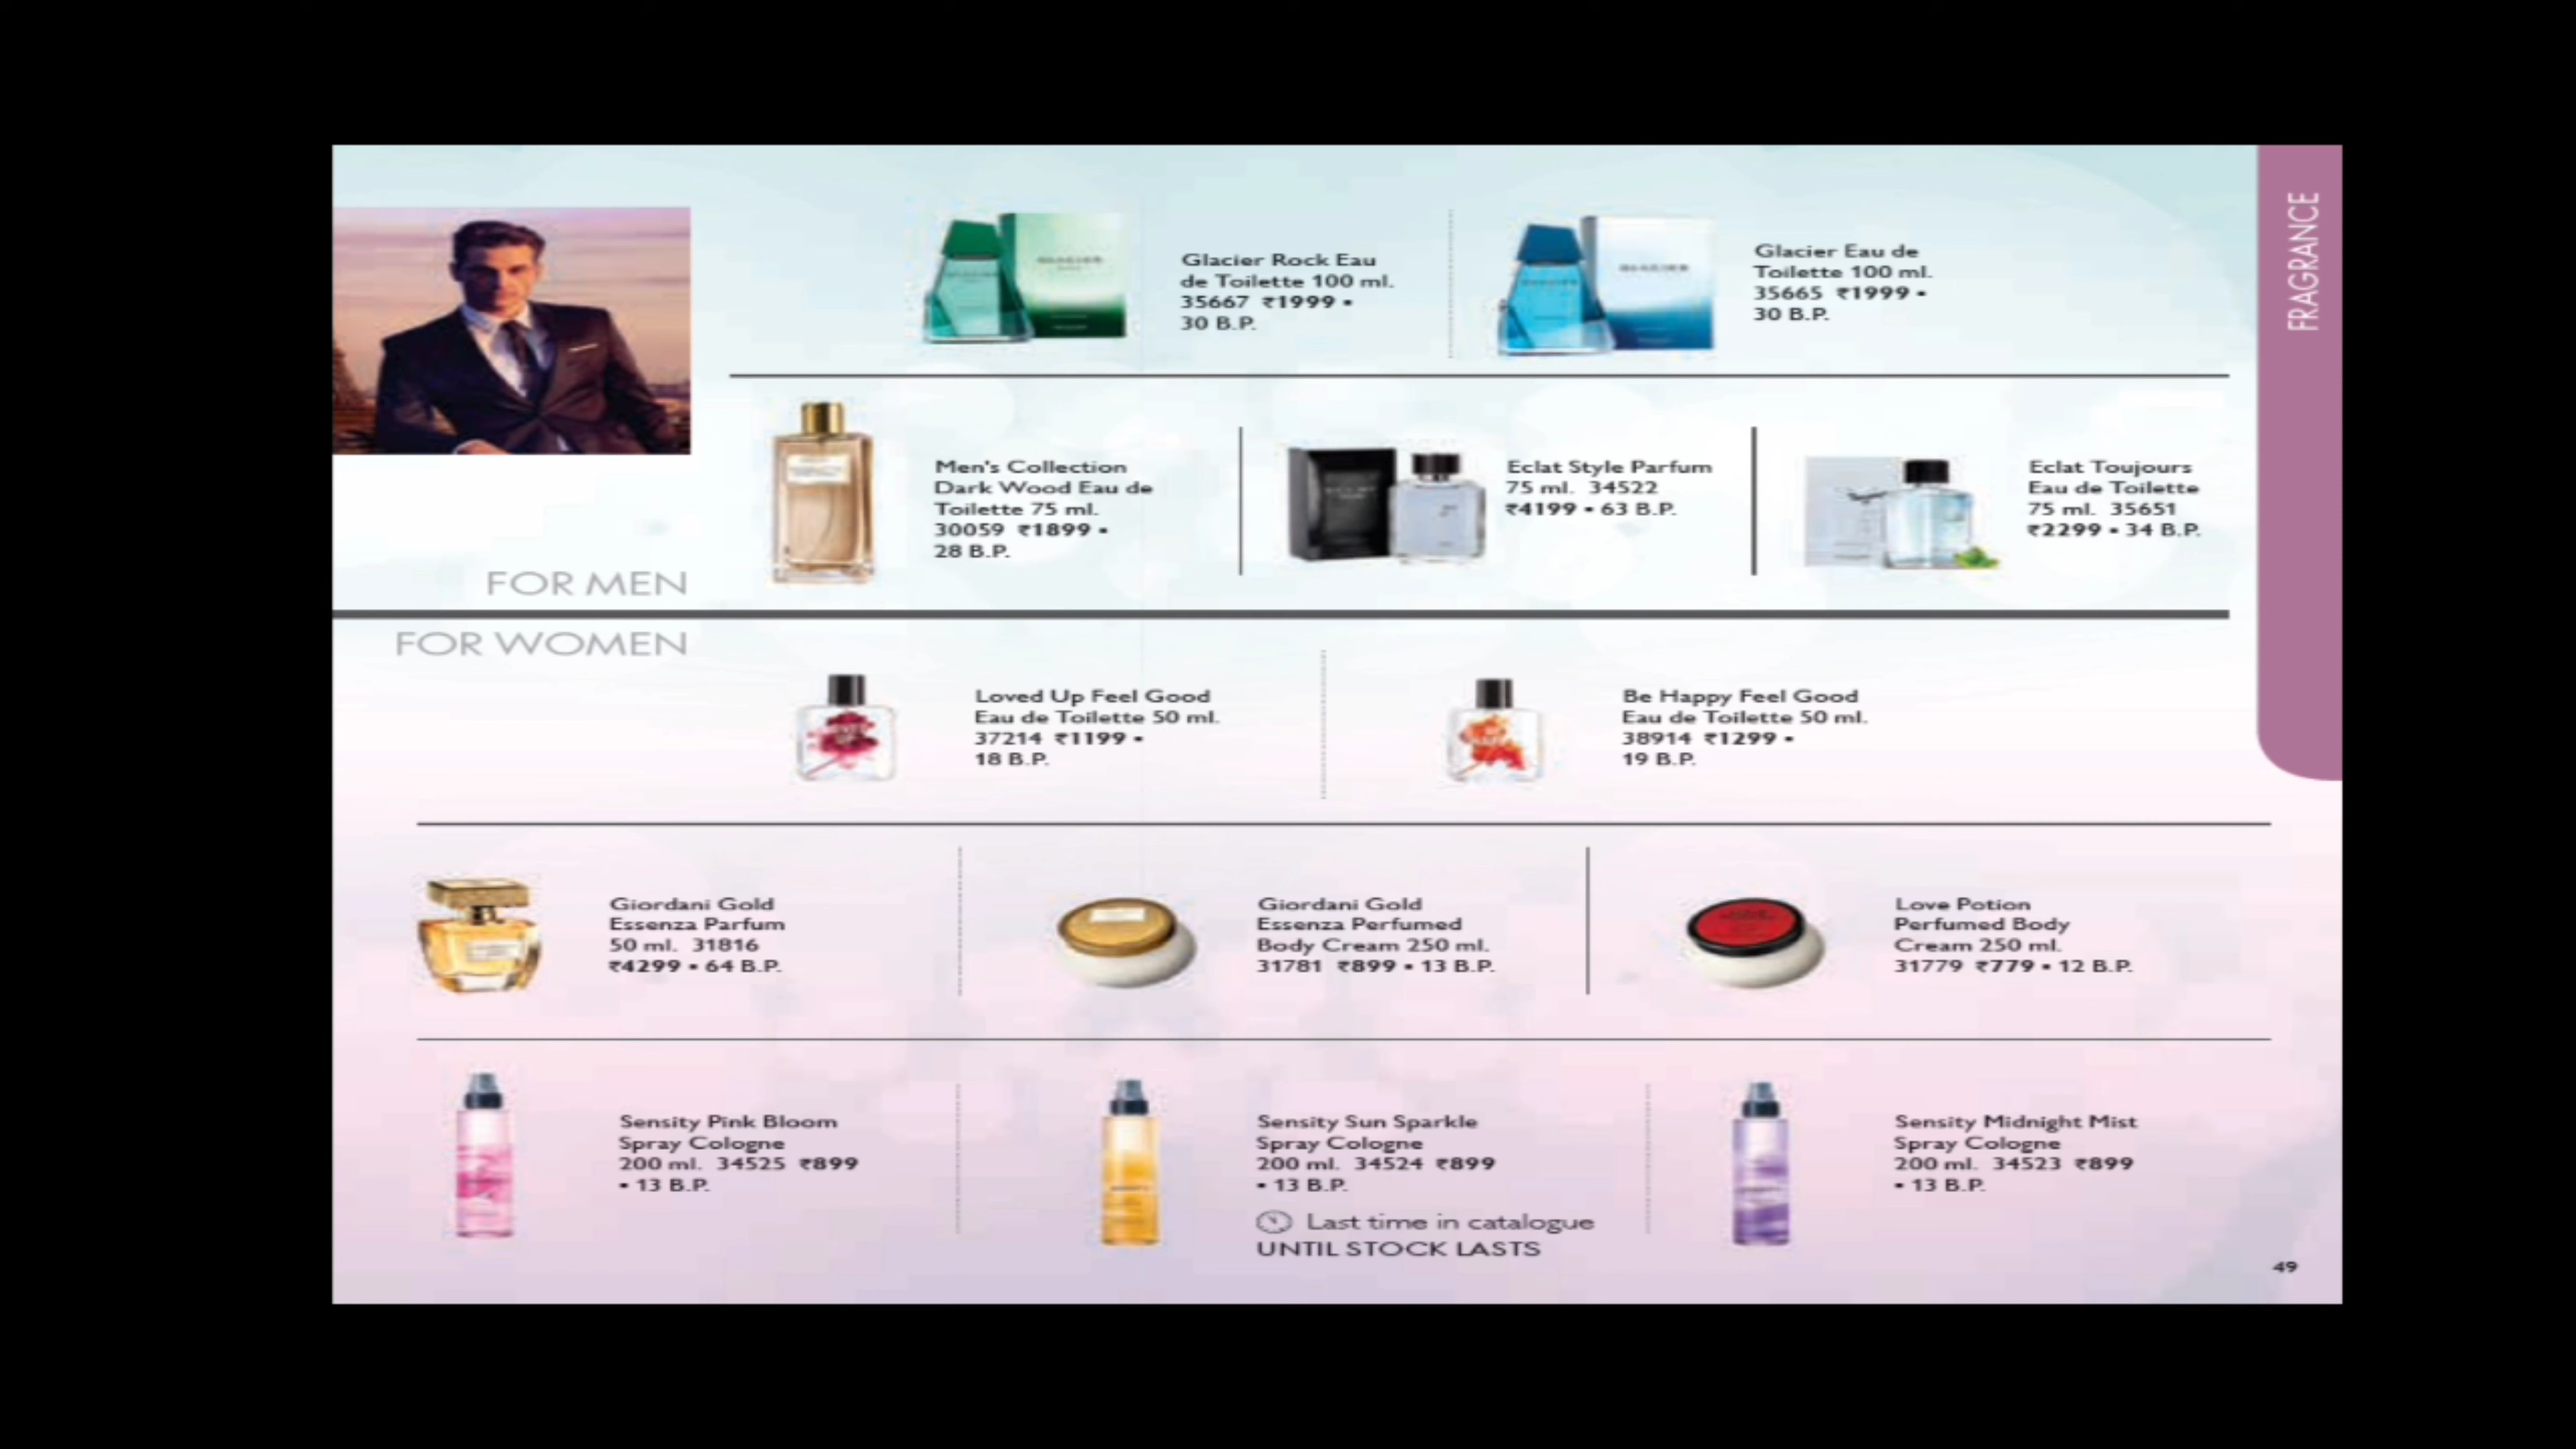 FRAGRANCE
Glacier Rock Eau
de Toilette 100 ml.
35667 ₹1999 •
30 B.P.
Glacier Eau de
Toilette 100 ml.
35665 ₹1999 •
30 B.P.
GLACIER
GLACIER
Men's Collection
Dark Wood Eau de
Toilette 75 ml.
30059 ₹1899 •
28 B.P.
Eclat Style Parfum
75 ml. 34522
₹4199 • 63 B.P.
Eclat Toujours
Eau de Toilette
75 ml. 35651
₹2299 • 34 B.P.
FOR MEN
FOR WOMEN
Loved Up Feel Good
Eau de Toilette 50 ml.
37214 ₹1199 •
18 B.P.
Be Happy Feel Good
Eau de Toilette 50 ml.
38914 ₹1299 •
19 B.P.
Giordani Gold
Essenza Parfum
50 ml. 31816
₹4299 • 64 B.P.
Giordani Gold
Essenza Perfumed
Body Cream 250 ml.
31781 ₹899 • 13 B.P.
Love Potion
Perfumed Body
Cream 250 ml.
31779 ₹779 • 12 B.P.
Sensity Pink Bloom
Spray Cologne
200 ml. 34525 ₹899
• 13 B.P.
Sensity Sun Sparkle
Spray Cologne
200 ml. 34524 ₹899
• 13 B.P.
Last time in catalogue
UNTIL STOCK LASTS
Sensity Midnight Mist
Spray Cologne
200 ml. 34523 ₹899
• 13 B.P.
49